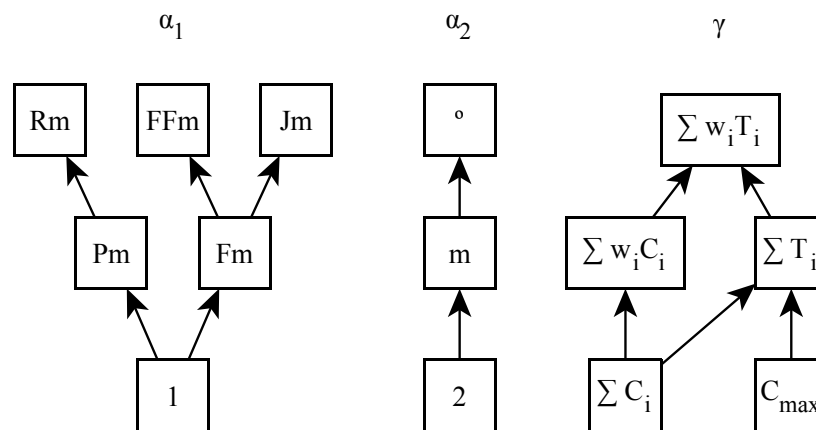 α₁ α₂ γ
Rm FFm Jm º ∑ wᵢTᵢ
Pm Fm m ∑ wᵢCᵢ ∑ Tᵢ
1 2 ∑ Cᵢ Cₘₐₓ